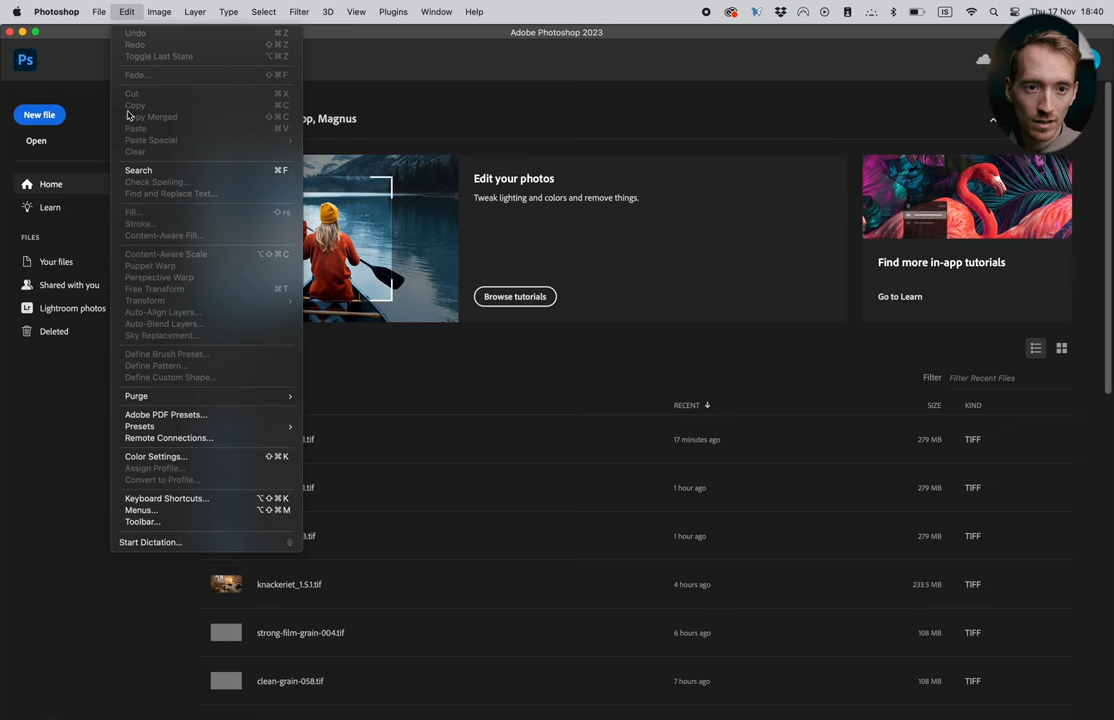 Photoshop File Edit Image Layer Type Select Filter 3D View Plugins Window Help IS Thu 17 Nov 18:40
Adobe Photoshop 2023
Ps
New file
Open
Home
Learn
FILES
Your files
Shared with you
Lr Lightroom photos
Deleted
Undo ⌘Z
Redo ⇧⌘Z
Toggle Last State ⌥⌘Z
Fade... ⇧⌘F
Cut ⌘X
Copy ⌘C
Copy Merged ⇧⌘C
Paste ⌘V
Paste Special
Clear
Search ⌘F
Check Spelling...
Find and Replace Text...
Fill... ⇧F5
Stroke...
Content-Aware Fill...
Content-Aware Scale ⌥⇧⌘C
Puppet Warp
Perspective Warp
Free Transform ⌘T
Transform
Auto-Align Layers...
Auto-Blend Layers...
Sky Replacement...
Define Brush Preset...
Define Pattern...
Define Custom Shape...
Purge
Adobe PDF Presets...
Presets
Remote Connections...
Color Settings... ⇧⌘K
Assign Profile...
Convert to Profile...
Keyboard Shortcuts... ⌥⇧⌘K
Menus... ⌥⇧⌘M
Toolbar...
Start Dictation...
op, Magnus
Edit your photos
Tweak lighting and colors and remove things.
Browse tutorials
Find more in-app tutorials
Go to Learn
Filter Filter Recent Files
RECENT SIZE KIND
1.tif 17 minutes ago 279 MB TIFF
1.tif 1 hour ago 279 MB TIFF
3.tif 1 hour ago 279 MB TIFF
knackeriet_1.5.1.tif 4 hours ago 233.5 MB TIFF
strong-film-grain-004.tif 6 hours ago 108 MB TIFF
clean-grain-058.tif 7 hours ago 108 MB TIFF